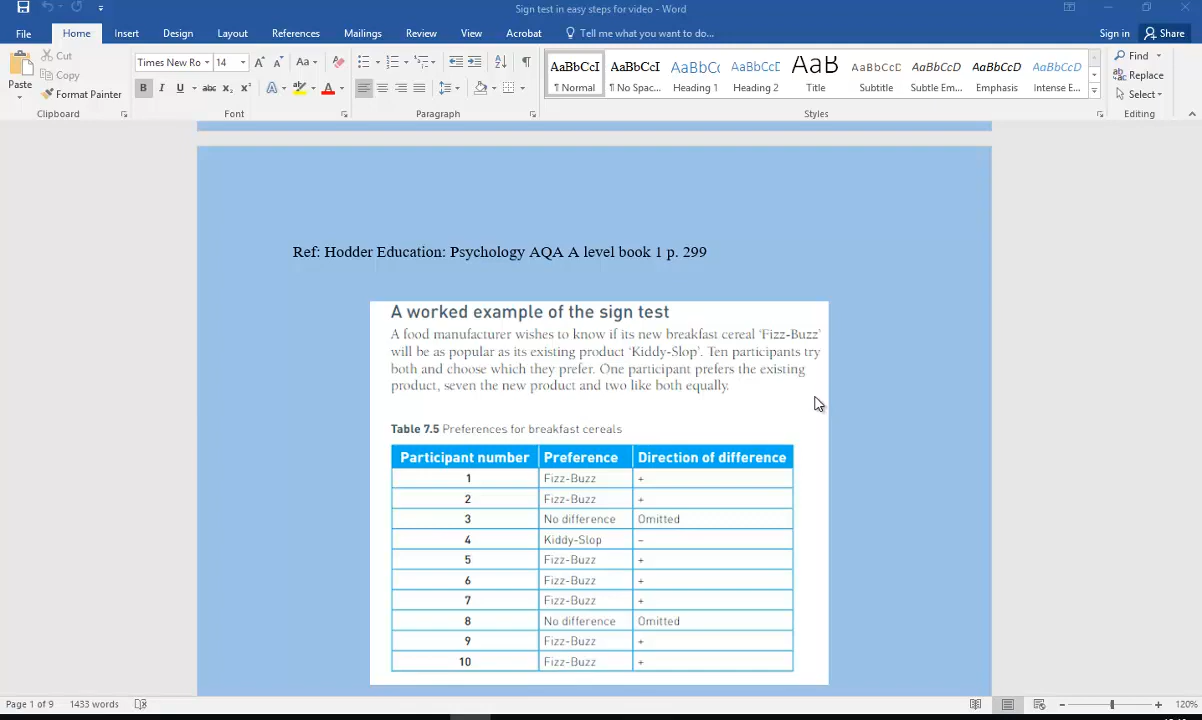 Sign test in easy steps for video - Word
File Home Insert Design Layout References Mailings Review View Acrobat Tell me what you want to do... Sign in Share
Paste Cut Copy Format Painter
Times New Ro 14
AaBbCcI AaBbCcI AaBbCc AaBbCcC AaB AaBbCcD AaBbCcD AaBbCcD AaBbCcD
¶ Normal ¶ No Spac... Heading 1 Heading 2 Title Subtitle Subtle Em... Emphasis Intense E...
Find Replace Select
Clipboard Font Paragraph Styles Editing
Ref: Hodder Education: Psychology AQA A level book 1 p. 299
A worked example of the sign test
A food manufacturer wishes to know if its new breakfast cereal ‘Fizz-Buzz’
will be as popular as its existing product ‘Kiddy-Slop’. Ten participants try
both and choose which they prefer. One participant prefers the existing
product, seven the new product and two like both equally.
Table 7.5 Preferences for breakfast cereals
Participant number Preference Direction of difference
1 Fizz-Buzz +
2 Fizz-Buzz +
3 No difference Omitted
4 Kiddy-Slop –
5 Fizz-Buzz +
6 Fizz-Buzz +
7 Fizz-Buzz +
8 No difference Omitted
9 Fizz-Buzz +
10 Fizz-Buzz +
Page 1 of 9 1433 words 120%